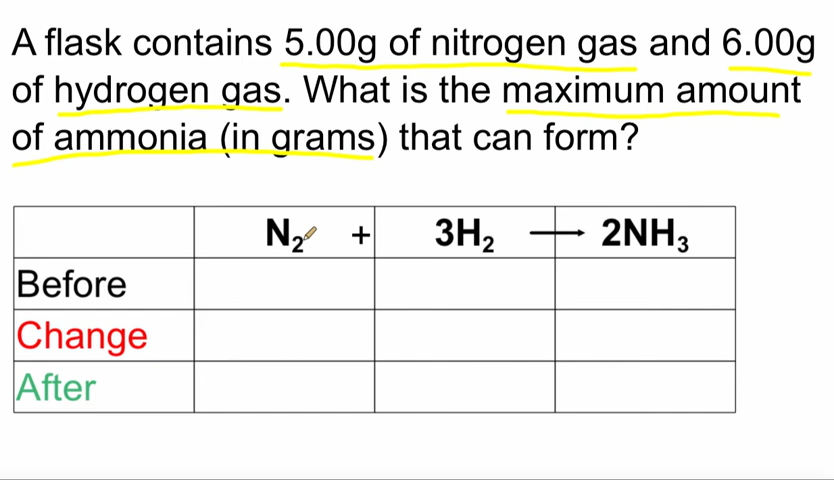 A flask contains 5.00g of nitrogen gas and 6.00g
of hydrogen gas. What is the maximum amount
of ammonia (in grams) that can form?
N₂ + 3H₂ ⟶ 2NH₃
Before
Change
After